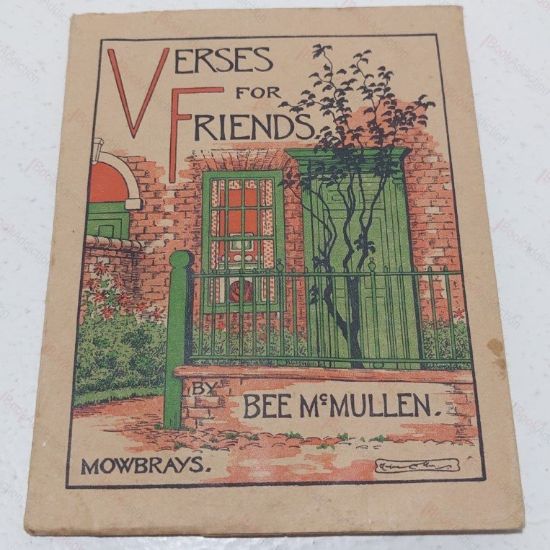 VERSES
FOR
FRIENDS.
BY
BEE McMULLEN.
MOWBRAYS.